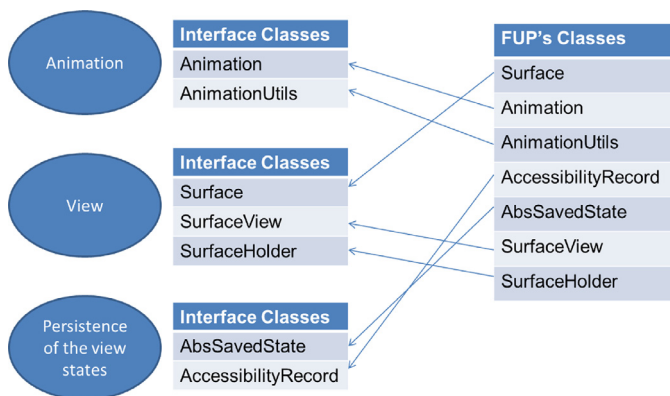 Animation
Interface Classes
Animation
AnimationUtils
View
Interface Classes
Surface
SurfaceView
SurfaceHolder
Persistence
of the view
states
Interface Classes
AbsSavedState
AccessibilityRecord
FUP's Classes
Surface
Animation
AnimationUtils
AccessibilityRecord
AbsSavedState
SurfaceView
SurfaceHolder